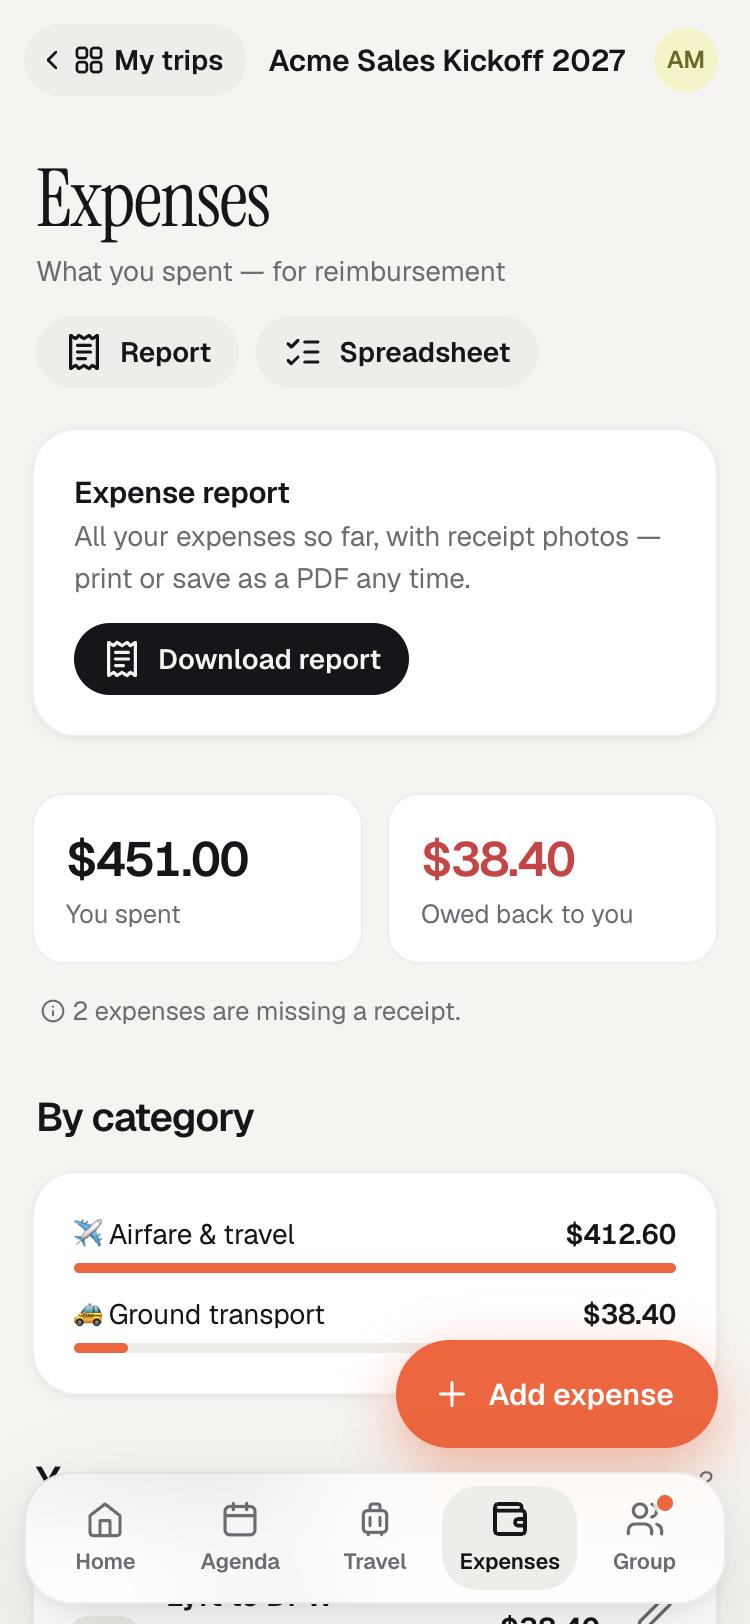 My trips
Acme Sales Kickoff 2027
AM
Expenses
What you spent — for reimbursement
Report
Spreadsheet
Expense report
All your expenses so far, with receipt photos —
print or save as a PDF any time.
Download report
$451.00
You spent
$38.40
Owed back to you
2 expenses are missing a receipt.
By category
Airfare & travel
$412.60
Ground transport
$38.40
Add expense
Home
Agenda
Travel
Expenses
Group
$38.40